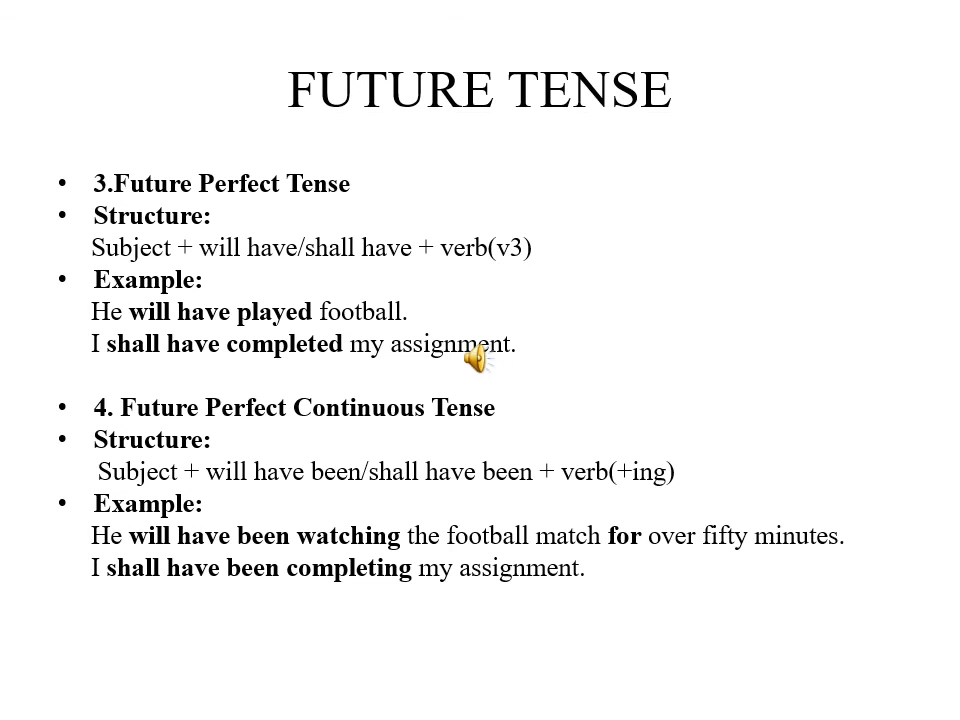 FUTURE TENSE
• 3.Future Perfect Tense
• Structure:
Subject + will have/shall have + verb(v3)
• Example:
He will have played football.
I shall have completed my assignment.
• 4. Future Perfect Continuous Tense
• Structure:
Subject + will have been/shall have been + verb(+ing)
• Example:
He will have been watching the football match for over fifty minutes.
I shall have been completing my assignment.